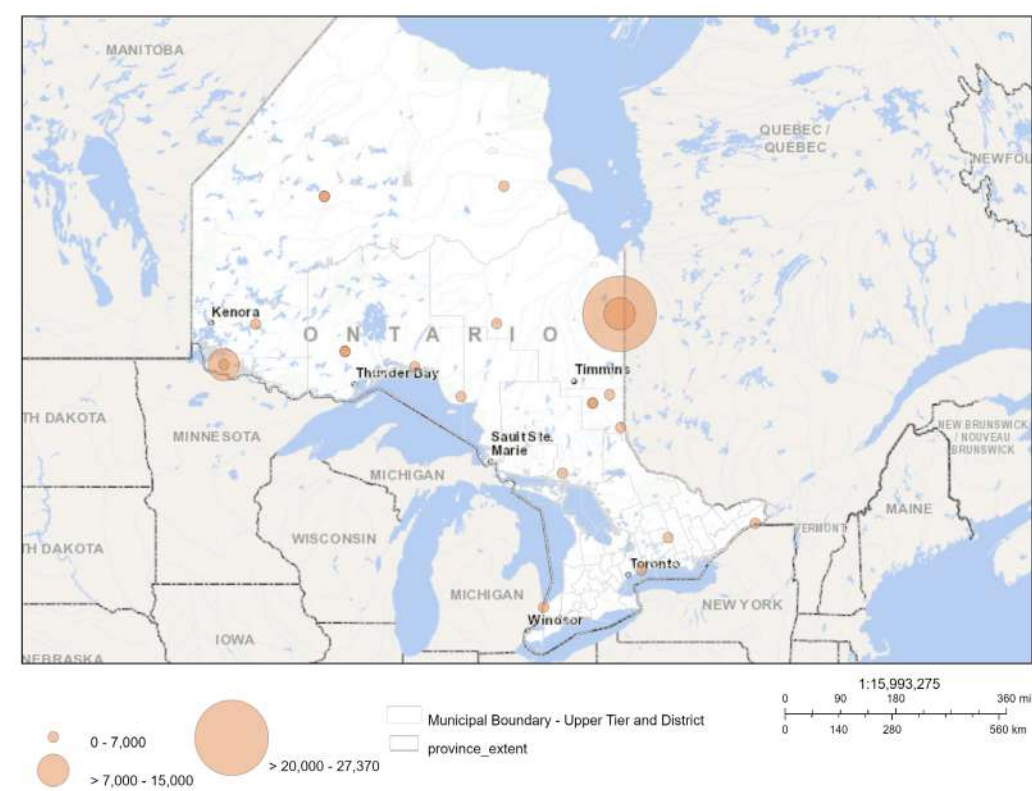 MANITOBA
QUEBEC /
QUÉBEC
NEWFOU
Kenora
ONTARIO
Timmins
Thunder Bay
TH DAKOTA
MINNESOTA
Sault Ste.
Marie
NEW BRUNSWICK
/ NOUVEAU
BRUNSWICK
MICHIGAN
MAINE
WISCONSIN
VERMONT
TH DAKOTA
Toronto
MICHIGAN
NEW YORK
Windsor
IOWA
NEBRASKA
1:15,993,275
0 90 180 360 mi
0 140 280 560 km
0 - 7,000
> 7,000 - 15,000
> 20,000 - 27,370
Municipal Boundary - Upper Tier and District
province_extent